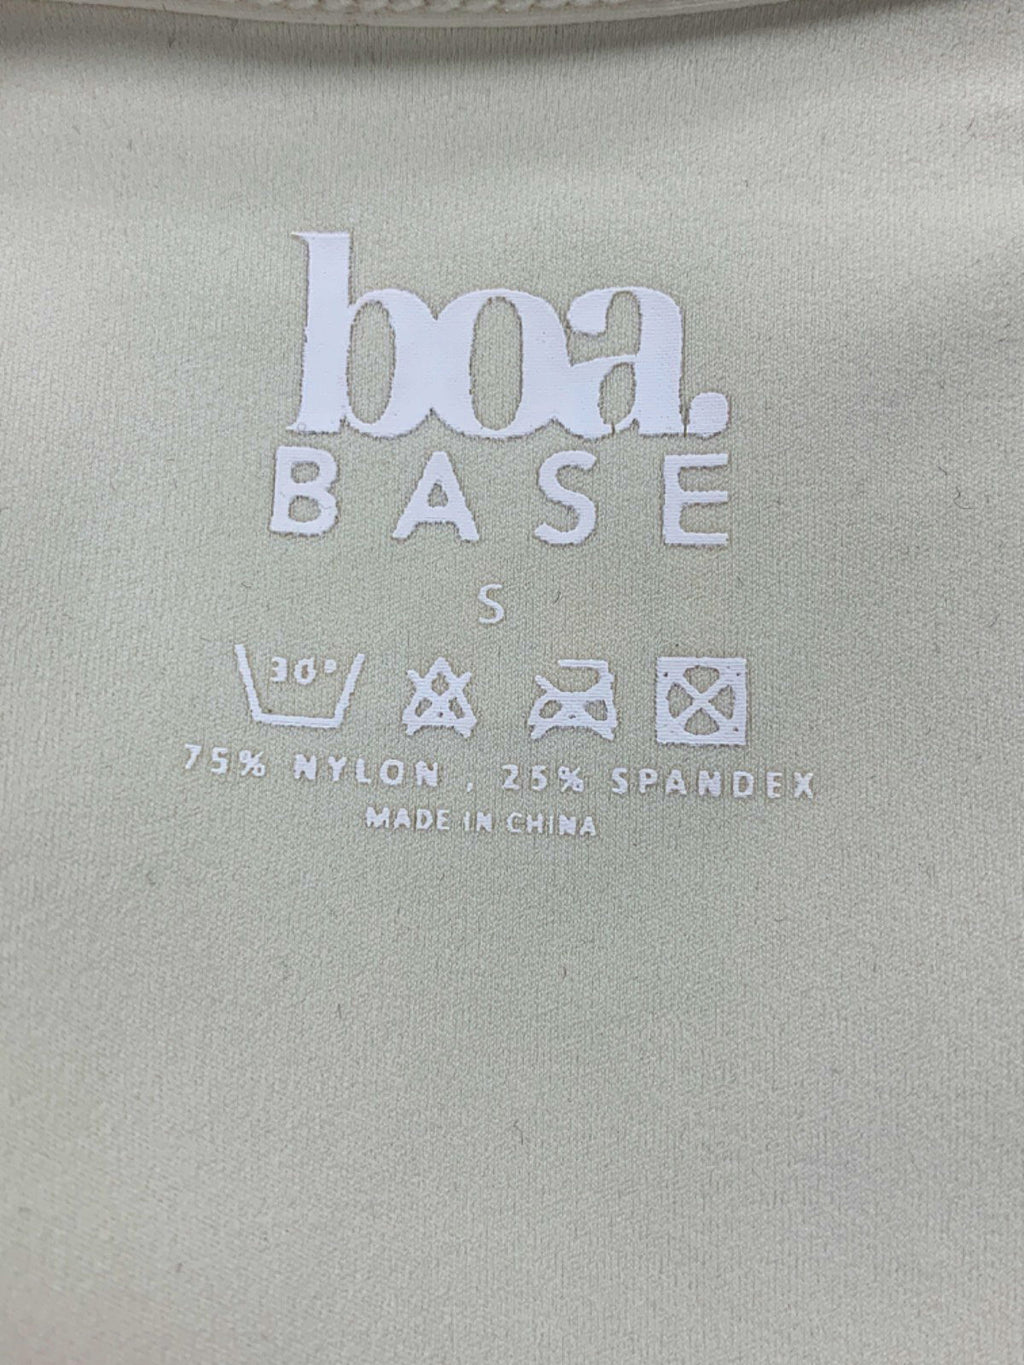 boa.
BASE
S
30°
75% NYLON , 25% SPANDEX
MADE IN CHINA